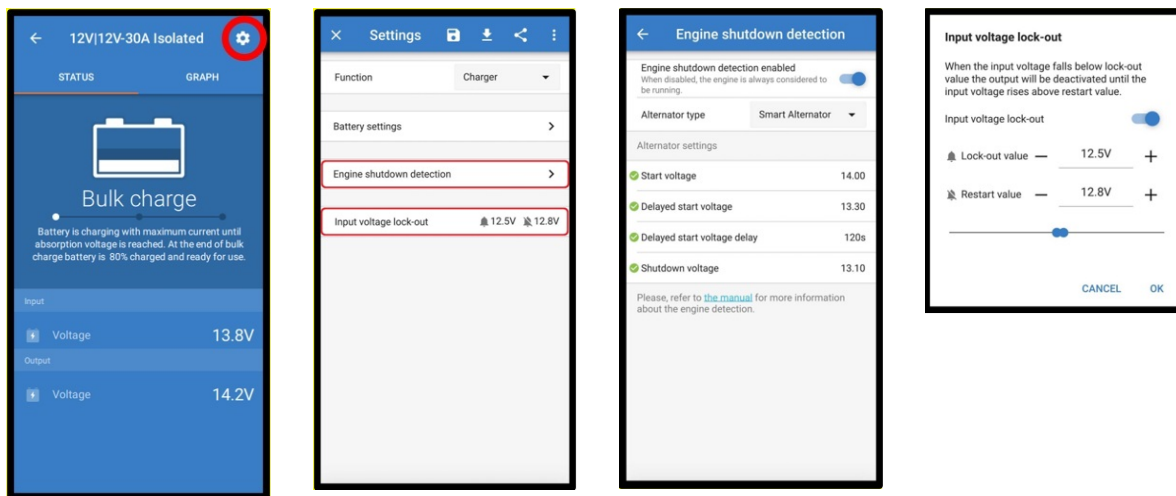 12V|12V-30A Isolated
STATUS
GRAPH
Bulk charge
Battery is charging with maximum current until
absorption voltage is reached. At the end of bulk
charge battery is 80% charged and ready for use.
Input
Voltage 13.8V
Output
Voltage 14.2V
Settings
Function Charger
Battery settings
Engine shutdown detection
Input voltage lock-out 12.5V 12.8V
Engine shutdown detection
Engine shutdown detection enabled
When disabled, the engine is always considered to
be running.
Alternator type Smart Alternator
Alternator settings
Start voltage 14.00
Delayed start voltage 13.30
Delayed start voltage delay 120s
Shutdown voltage 13.10
Please, refer to the manual for more information
about the engine detection.
Input voltage lock-out
When the input voltage falls below lock-out
value the output will be deactivated until the
input voltage rises above restart value.
Input voltage lock-out
Lock-out value — 12.5V +
Restart value — 12.8V +
CANCEL OK